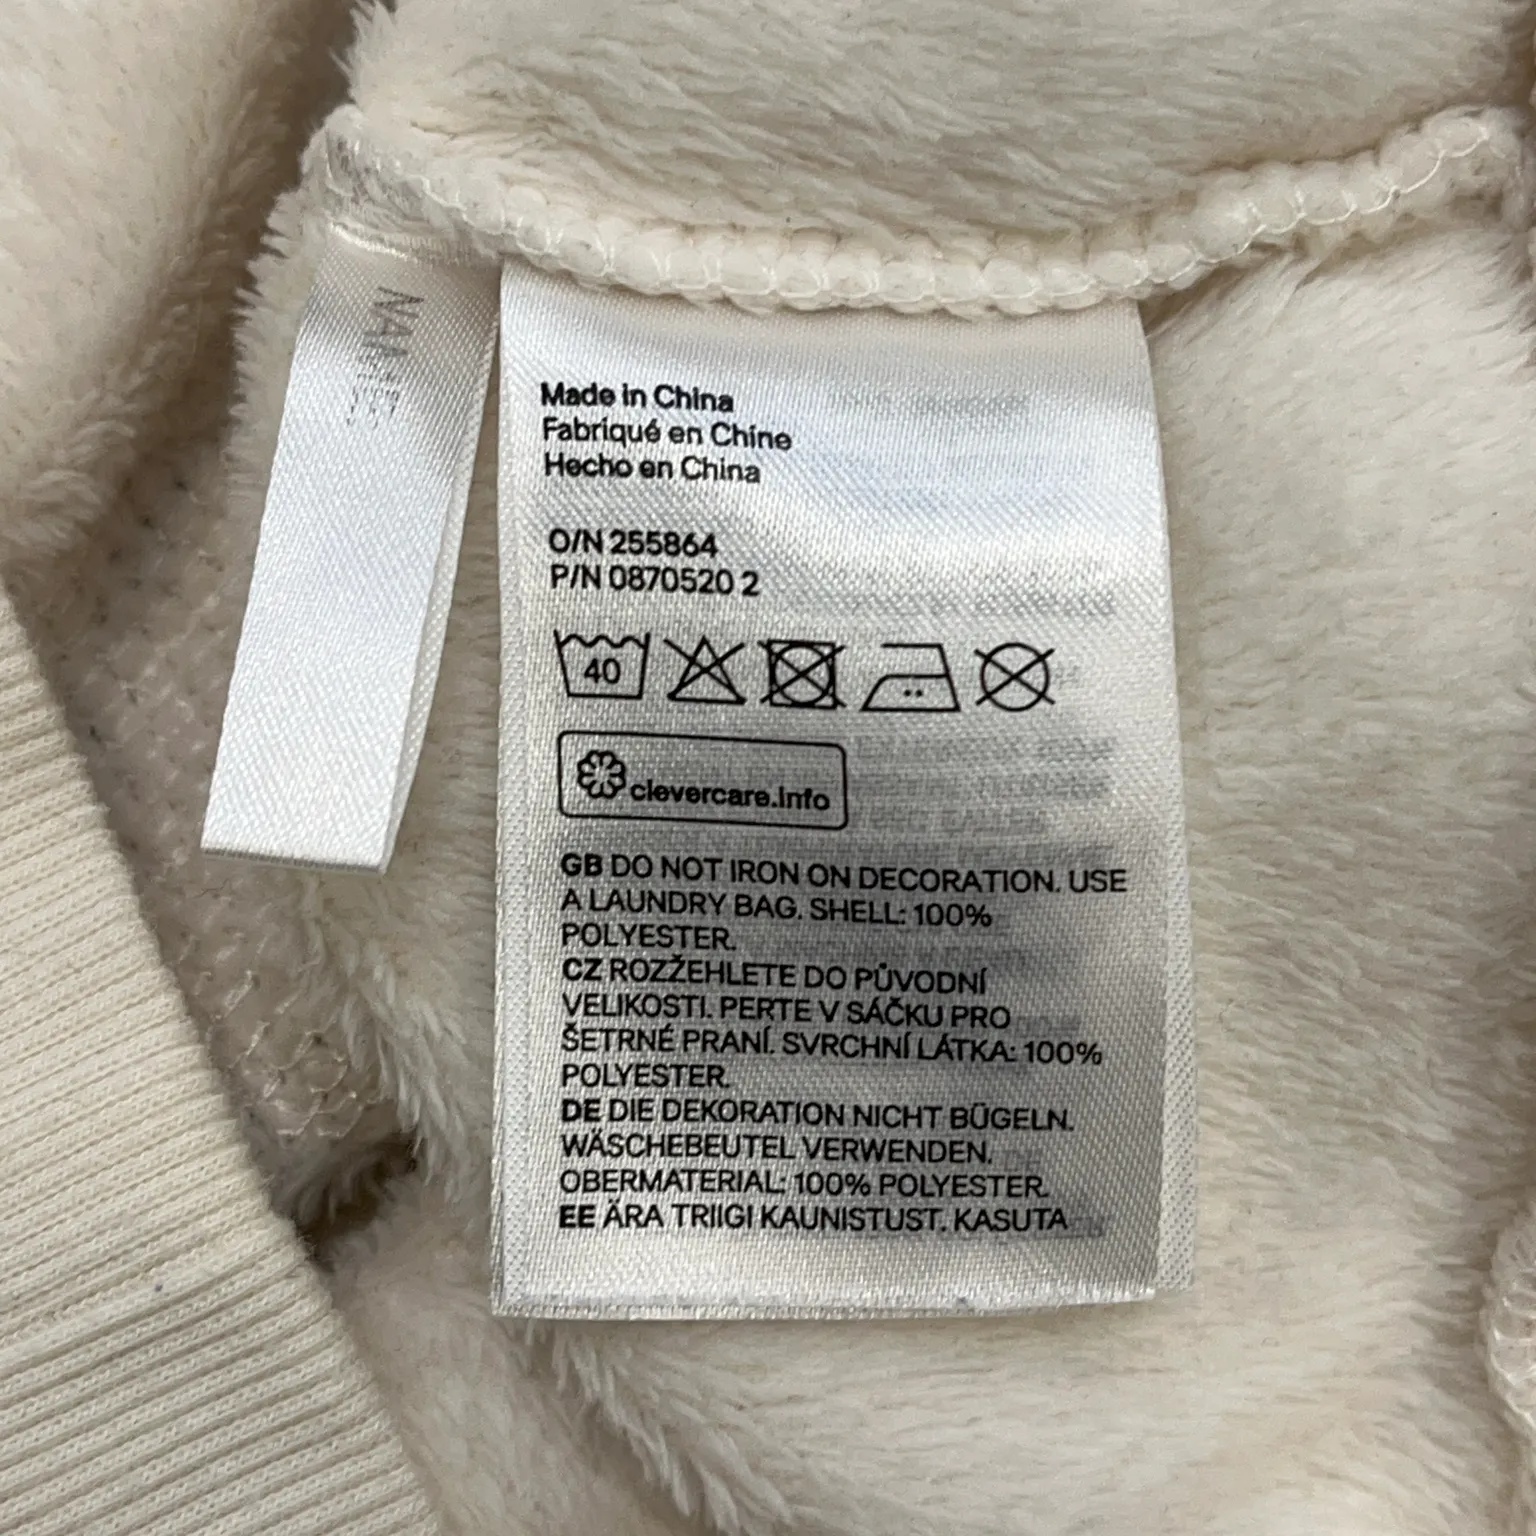 NAME:
Made in China
Fabriqué en Chine
Hecho en China
O/N 255864
P/N 0870520 2
40
clevercare.info
GB DO NOT IRON ON DECORATION. USE
A LAUNDRY BAG. SHELL: 100%
POLYESTER.
CZ ROZŽEHLETE DO PŮVODNÍ
VELIKOSTI. PERTE V SÁČKU PRO
ŠETRNÉ PRANÍ. SVRCHNÍ LÁTKA: 100%
POLYESTER.
DE DIE DEKORATION NICHT BÜGELN.
WÄSCHEBEUTEL VERWENDEN.
OBERMATERIAL: 100% POLYESTER.
EE ÄRA TRIIGI KAUNISTUST. KASUTA